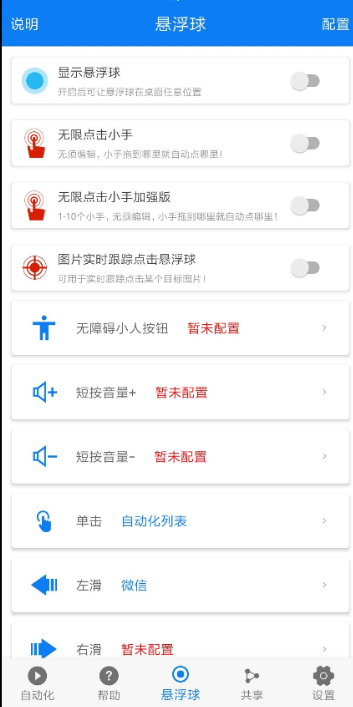 说明 悬浮球 配置
显示悬浮球
开启后可让悬浮球在桌面任意位置
无限点击小手
无须编辑，小手拖到哪里就自动点哪里！
无限点击小手加强版
1-10个小手，无须编辑，小手拖到哪里就自动点哪里！
图片实时跟踪点击悬浮球
可用于实时跟踪点击某个目标图片！
无障碍小人按钮 暂未配置
短按音量+ 暂未配置
短按音量- 暂未配置
单击 自动化列表
左滑 微信
右滑 暂未配置
自动化 帮助 悬浮球 共享 设置